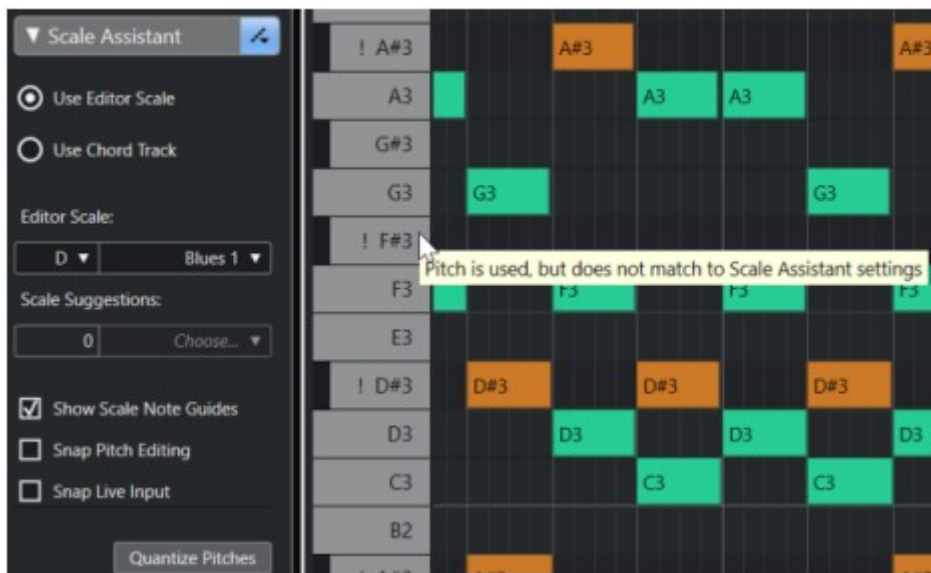 Scale Assistant
Use Editor Scale
Use Chord Track
Editor Scale:
D Blues 1
Scale Suggestions:
0 Choose...
Show Scale Note Guides
Snap Pitch Editing
Snap Live Input
Quantize Pitches
! A#3 A#3 A#3
A3 A3 A3
G#3
G3 G3 G3
! F#3
Pitch is used, but does not match to Scale Assistant settings
F3 F3 F3 F3
E3
! D#3 D#3 D#3 D#3
D3 D3 D3 D3
C3 C3 C3
B2